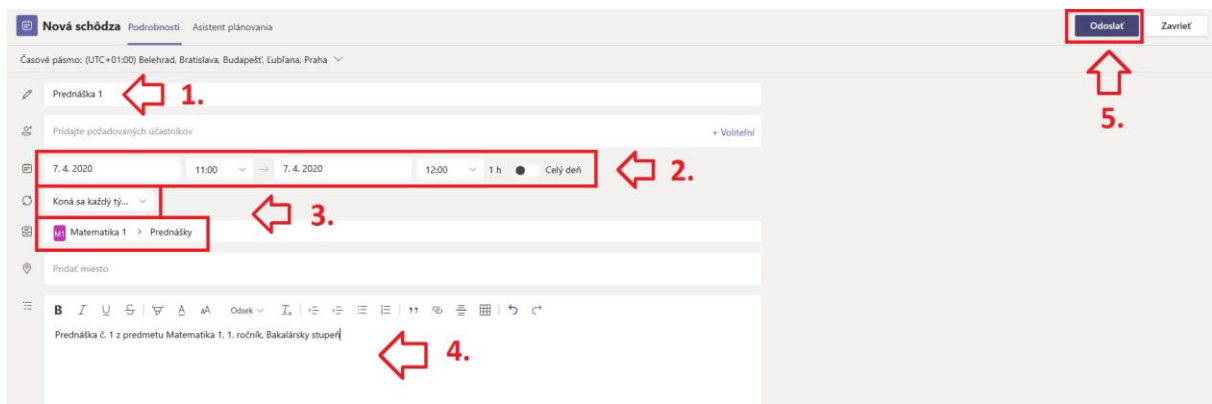 Nová schôdza Podrobnosti Asistent plánovania Odoslať Zavrieť
Časové pásmo: (UTC+01:00) Belehrad, Bratislava, Budapešť, Ľubľana, Praha
Prednáška 1 1.
5.
Pridajte požadovaných účastníkov + Voliteľní
7. 4. 2020 11:00 → 7. 4. 2020 12:00 1 h Celý deň 2.
Koná sa každý tý...
3.
M1 Matematika 1 > Prednášky
Pridať miesto
B I U S A AA Odsek
Prednáška č. 1 z predmetu Matematika 1, 1. ročník, Bakalársky stupeň
4.